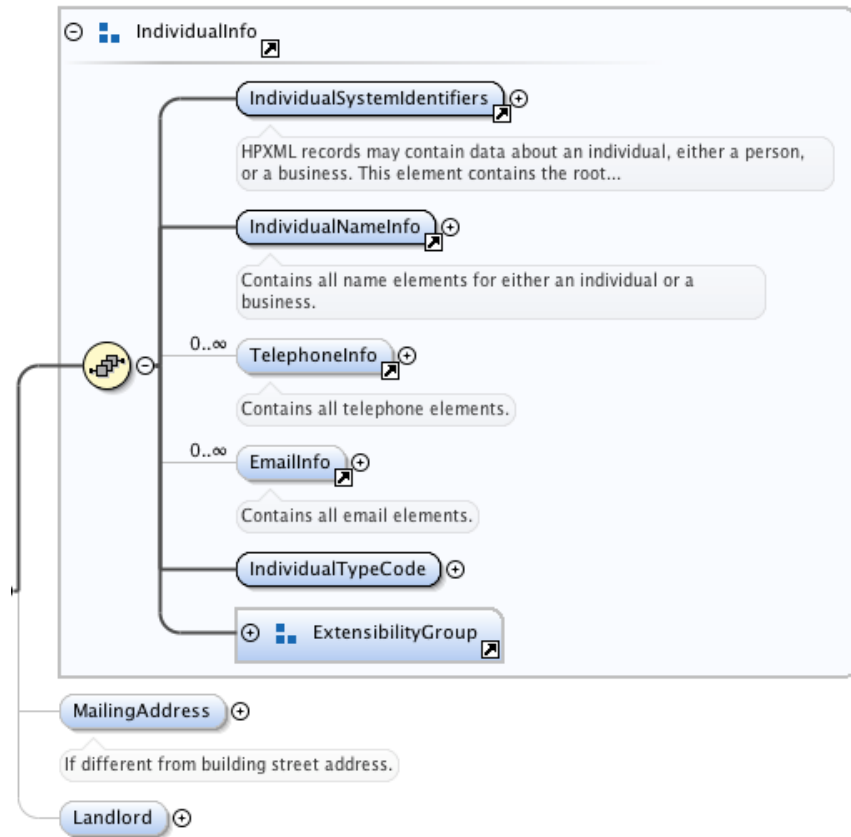 IndividualInfo
IndividualSystemIdentifiers
HPXML records may contain data about an individual, either a person,
or a business. This element contains the root...
IndividualNameInfo
Contains all name elements for either an individual or a
business.
0..∞
TelephoneInfo
Contains all telephone elements.
0..∞
EmailInfo
Contains all email elements.
IndividualTypeCode
ExtensibilityGroup
MailingAddress
If different from building street address.
Landlord